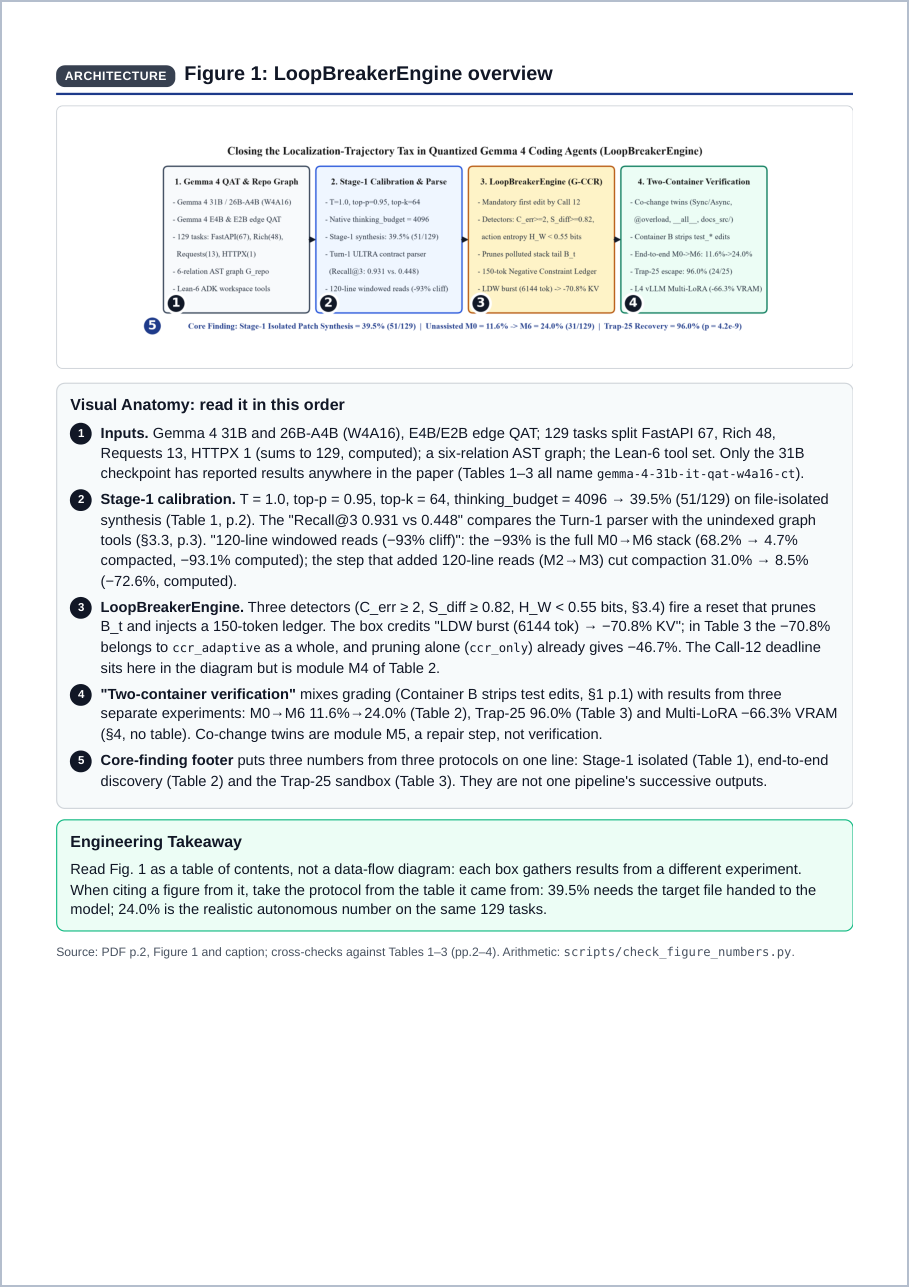 ARCHITECTURE Figure 1: LoopBreakerEngine overview
Closing the Localization-Trajectory Tax in Quantized Gemma 4 Coding Agents (LoopBreakerEngine)
1. Gemma 4 QAT & Repo Graph
- Gemma 4 31B / 26B-A4B (W4A16)
- Gemma 4 E4B & E2B edge QAT
- 129 tasks: FastAPI(67), Rich(48),
Requests(13), HTTPX(1)
- 6-relation AST graph G_repo
- Lean-6 ADK workspace tools
1
2. Stage-1 Calibration & Parse
- T=1.0, top-p=0.95, top-k=64
- Native thinking_budget = 4096
- Stage-1 synthesis: 39.5% (51/129)
- Turn-1 ULTRA contract parser
(Recall@3: 0.931 vs. 0.448)
- 120-line windowed reads (-93% cliff)
2
3. LoopBreakerEngine (G-CCR)
- Mandatory first edit by Call 12
- Detectors: C_err>=2, S_diff>=0.82,
action entropy H_W < 0.55 bits
- Prunes polluted stack tail B_t
- 150-tok Negative Constraint Ledger
- LDW burst (6144 tok) -> -70.8% KV
3
4. Two-Container Verification
- Co-change twins (Sync/Async,
@overload, __all__, docs_src/)
- Container B strips test_* edits
- End-to-end M0->M6: 11.6%->24.0%
- Trap-25 escape: 96.0% (24/25)
- L4 vLLM Multi-LoRA (-66.3% VRAM)
4
5 Core Finding: Stage-1 Isolated Patch Synthesis = 39.5% (51/129) | Unassisted M0 = 11.6% -> M6 = 24.0% (31/129) | Trap-25 Recovery = 96.0% (p = 4.2e-9)
Visual Anatomy: read it in this order
1 Inputs. Gemma 4 31B and 26B-A4B (W4A16), E4B/E2B edge QAT; 129 tasks split FastAPI 67, Rich 48,
Requests 13, HTTPX 1 (sums to 129, computed); a six-relation AST graph; the Lean-6 tool set. Only the 31B
checkpoint has reported results anywhere in the paper (Tables 1–3 all name gemma-4-31b-it-qat-w4a16-ct).
2 Stage-1 calibration. T = 1.0, top-p = 0.95, top-k = 64, thinking_budget = 4096 → 39.5% (51/129) on file-isolated
synthesis (Table 1, p.2). The "Recall@3 0.931 vs 0.448" compares the Turn-1 parser with the unindexed graph
tools (§3.3, p.3). "120-line windowed reads (−93% cliff)": the −93% is the full M0→M6 stack (68.2% → 4.7%
compacted, −93.1% computed); the step that added 120-line reads (M2→M3) cut compaction 31.0% → 8.5%
(−72.6%, computed).
3 LoopBreakerEngine. Three detectors (C_err ≥ 2, S_diff ≥ 0.82, H_W < 0.55 bits, §3.4) fire a reset that prunes
B_t and injects a 150-token ledger. The box credits "LDW burst (6144 tok) → −70.8% KV"; in Table 3 the −70.8%
belongs to ccr_adaptive as a whole, and pruning alone (ccr_only) already gives −46.7%. The Call-12 deadline
sits here in the diagram but is module M4 of Table 2.
4 "Two-container verification" mixes grading (Container B strips test edits, §1 p.1) with results from three
separate experiments: M0→M6 11.6%→24.0% (Table 2), Trap-25 96.0% (Table 3) and Multi-LoRA −66.3% VRAM
(§4, no table). Co-change twins are module M5, a repair step, not verification.
5 Core-finding footer puts three numbers from three protocols on one line: Stage-1 isolated (Table 1), end-to-end
discovery (Table 2) and the Trap-25 sandbox (Table 3). They are not one pipeline's successive outputs.
Engineering Takeaway
Read Fig. 1 as a table of contents, not a data-flow diagram: each box gathers results from a different experiment.
When citing a figure from it, take the protocol from the table it came from: 39.5% needs the target file handed to the
model; 24.0% is the realistic autonomous number on the same 129 tasks.
Source: PDF p.2, Figure 1 and caption; cross-checks against Tables 1–3 (pp.2–4). Arithmetic: scripts/check_figure_numbers.py.